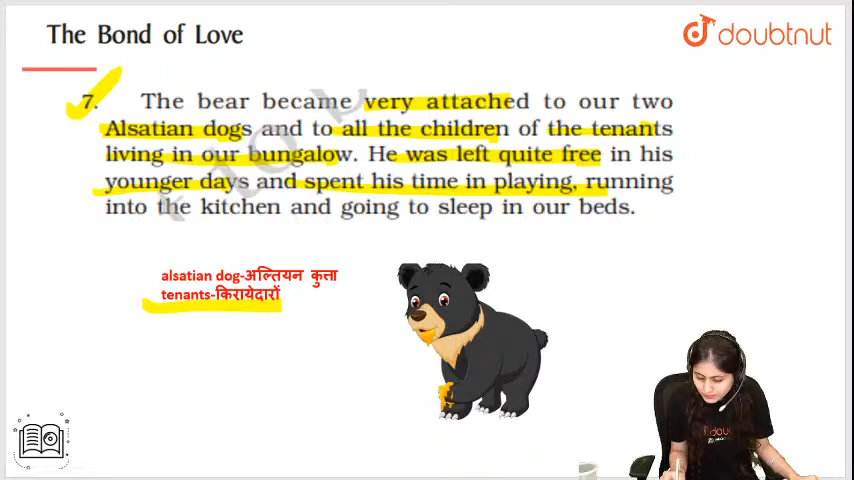 The Bond of Love
doubtnut
7. The bear became very attached to our two
Alsatian dogs and to all the children of the tenants
living in our bungalow. He was left quite free in his
younger days and spent his time in playing, running
into the kitchen and going to sleep in our beds.
alsatian dog-अल्तियन कुत्ता
tenants-किरायेदारों